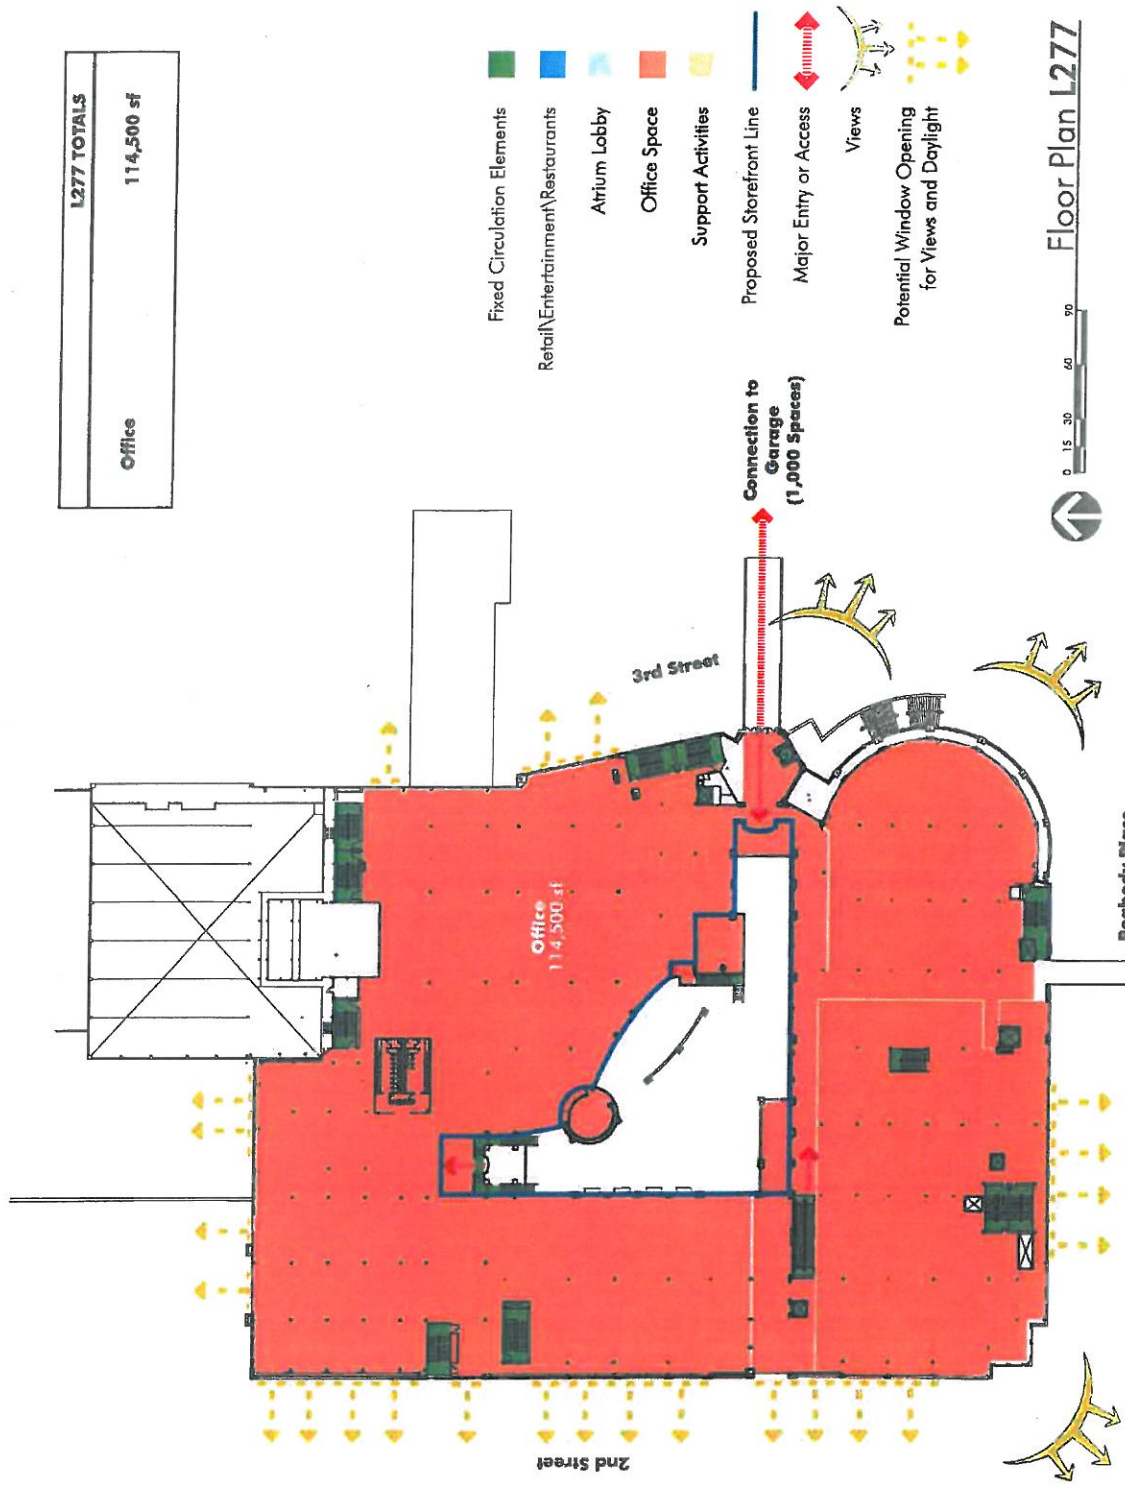 L277 TOTALS
Office 114,500 sf
Fixed Circulation Elements
Retail\Entertainment\Restaurants
Atrium Lobby
Office Space
Support Activities
Proposed Storefront Line
Major Entry or Access
Views
Potential Window Opening
for Views and Daylight
Connection to
Garage
(1,000 Spaces)
3rd Street
Office
114,500 sf
2nd Street
0 15 30 60 90
Floor Plan L277